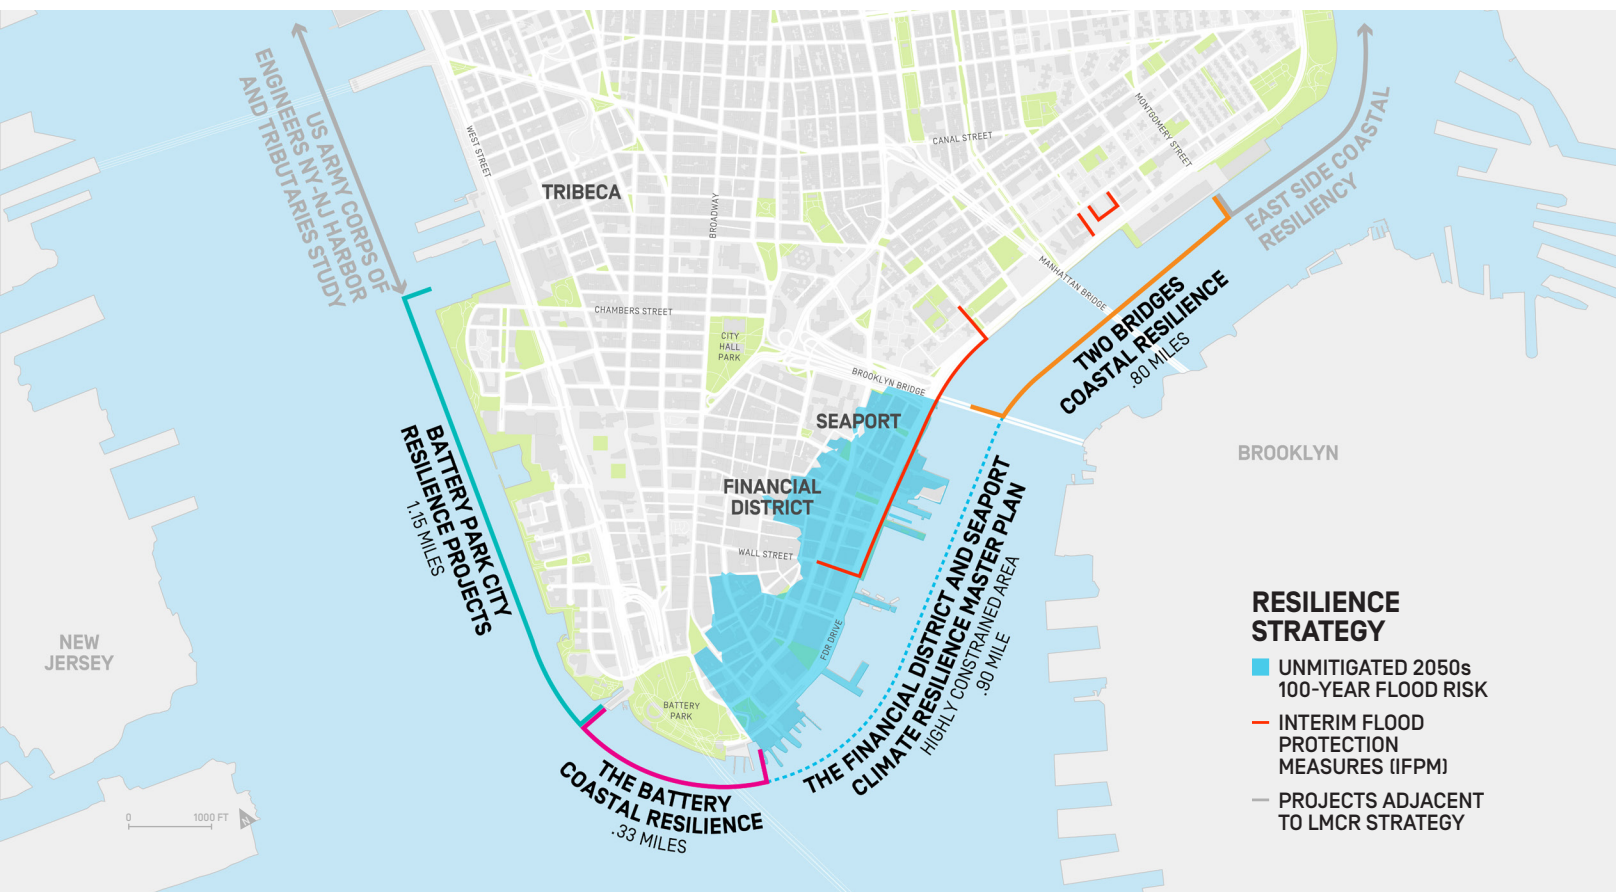 US ARMY CORPS OF
ENGINEERS NY-NJ HARBOR
AND TRIBUTARIES STUDY
WEST STREET
TRIBECA
BROADWAY
CANAL STREET
MONTGOMERY STREET
EAST SIDE COASTAL
RESILIENCY
MANHATTAN BRIDGE
TWO BRIDGES
COASTAL RESILIENCE
.80 MILES
CHAMBERS STREET
CITY
HALL
PARK
BROOKLYN BRIDGE
SEAPORT
BROOKLYN
FINANCIAL
DISTRICT
WALL STREET
BATTERY PARK CITY
RESILIENCE PROJECTS
1.15 MILES
THE FINANCIAL DISTRICT AND SEAPORT
CLIMATE RESILIENCE MASTER PLAN
HIGHLY CONSTRAINED AREA
.90 MILE
FDR DRIVE
NEW
JERSEY
BATTERY
PARK
THE BATTERY
COASTAL RESILIENCE
.33 MILES
0 1000 FT
N
RESILIENCE
STRATEGY
UNMITIGATED 2050s
100-YEAR FLOOD RISK
INTERIM FLOOD
PROTECTION
MEASURES (IFPM)
PROJECTS ADJACENT
TO LMCR STRATEGY